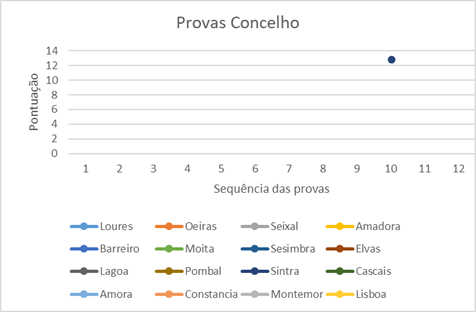 Provas Concelho
14
12
10
8
6
4
2
0
Pontuação
1 2 3 4 5 6 7 8 9 10 11 12
Sequência das provas
Loures Oeiras Seixal Amadora
Barreiro Moita Sesimbra Elvas
Lagoa Pombal Sintra Cascais
Amora Constancia Montemor Lisboa